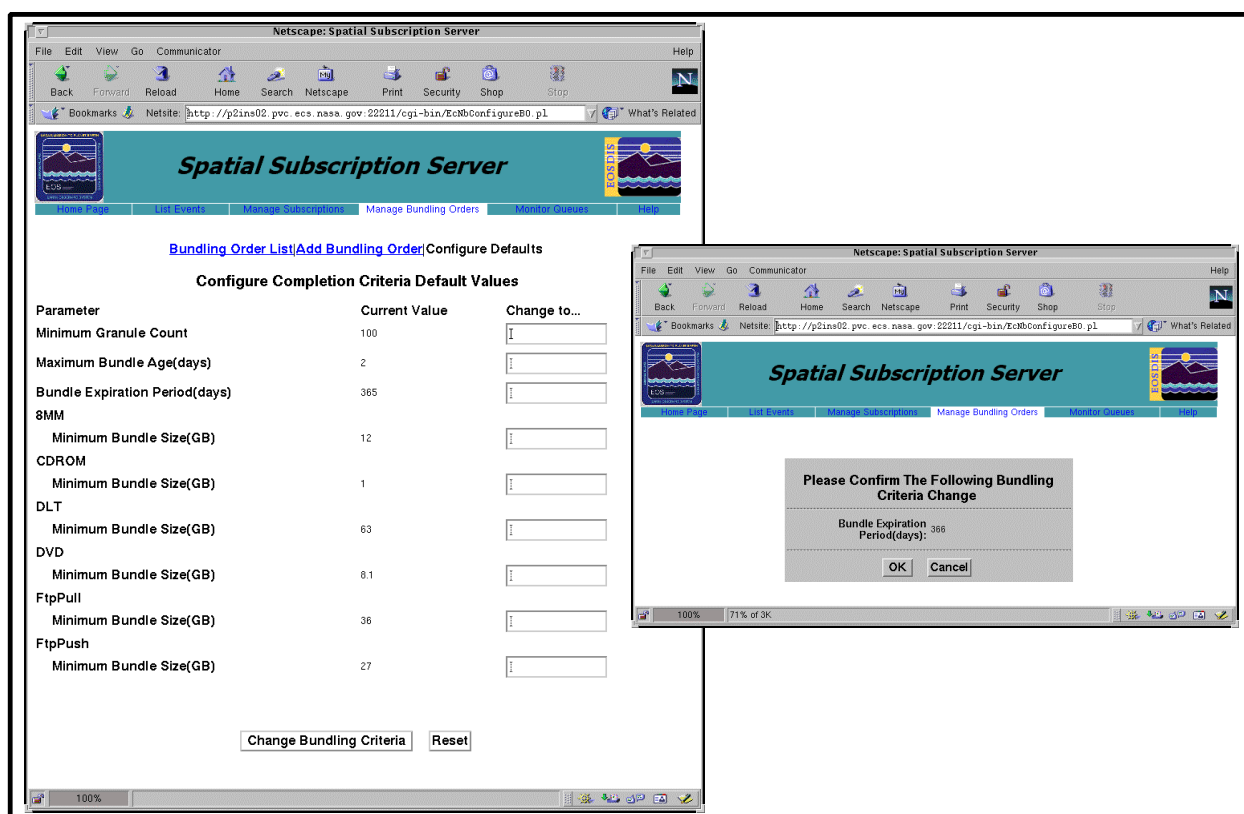 Netscape: Spatial Subscription Server
File Edit View Go Communicator Help
Back Forward Reload Home Search Netscape Print Security Shop Stop
N
Bookmarks Netsite: http://p2ins02.pvc.ecs.nasa.gov:22211/cgi-bin/EcNbConfigureBO.pl What's Related
EOS
Spatial Subscription Server
EOSDIS
Home Page List Events Manage Subscriptions Manage Bundling Orders Monitor Queues Help
Bundling Order List|Add Bundling Order|Configure Defaults
Configure Completion Criteria Default Values
Parameter Current Value Change to...
Minimum Granule Count 100
Maximum Bundle Age(days) 2
Bundle Expiration Period(days) 365
8MM
Minimum Bundle Size(GB) 12
CDROM
Minimum Bundle Size(GB) 1
DLT
Minimum Bundle Size(GB) 63
DVD
Minimum Bundle Size(GB) 8.1
FtpPull
Minimum Bundle Size(GB) 36
FtpPush
Minimum Bundle Size(GB) 27
Change Bundling Criteria Reset
100%
Netscape: Spatial Subscription Server
File Edit View Go Communicator Help
Back Forward Reload Home Search Netscape Print Security Shop Stop
N
Bookmarks Netsite: http://p2ins02.pvc.ecs.nasa.gov:22211/cgi-bin/EcNbConfigureBO.pl What's Related
EOS
Spatial Subscription Server
EOSDIS
Home Page List Events Manage Subscriptions Manage Bundling Orders Monitor Queues Help
Please Confirm The Following Bundling
Criteria Change
Bundle Expiration
Period(days): 366
OK Cancel
100% 71% of 3K